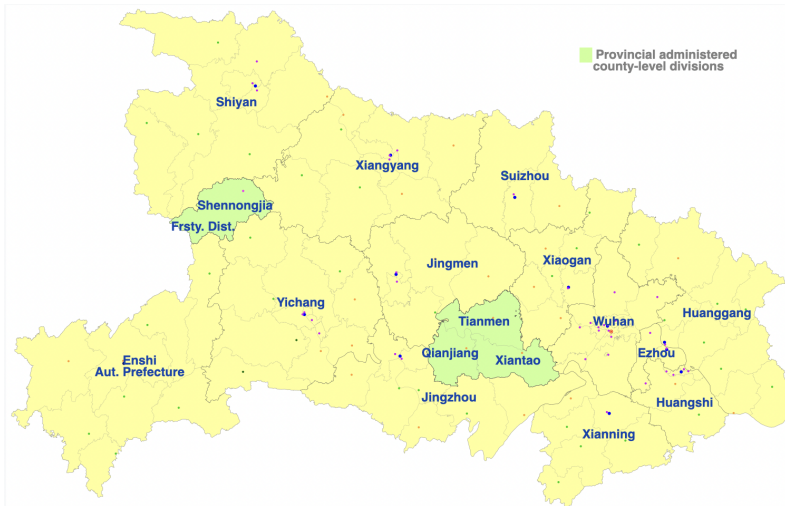 Provincial administered
county-level divisions
Shiyan
Xiangyang
Suizhou
Shennongjia
Frsty. Dist.
Jingmen
Xiaogan
Yichang
Tianmen
Wuhan
Huanggang
Qianjiang
Xiantao
Ezhou
Enshi
Aut. Prefecture
Jingzhou
Huangshi
Xianning